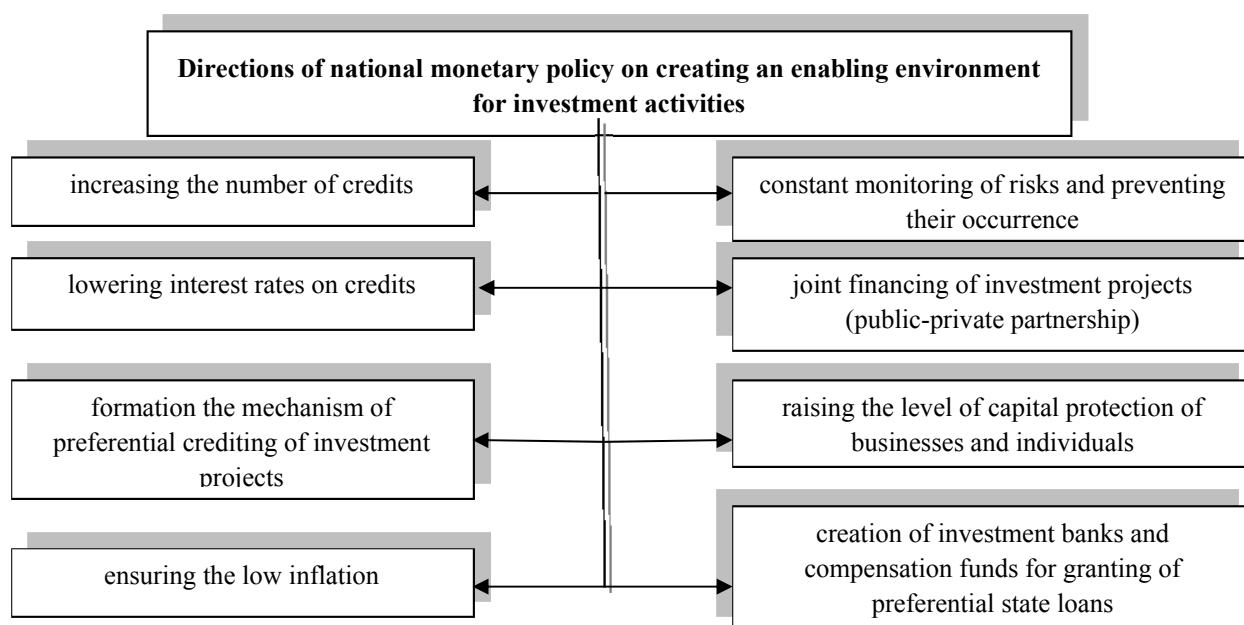 Directions of national monetary policy on creating an enabling environment
for investment activities
increasing the number of credits
constant monitoring of risks and preventing
their occurrence
lowering interest rates on credits
joint financing of investment projects
(public-private partnership)
formation the mechanism of
preferential crediting of investment
projects
raising the level of capital protection of
businesses and individuals
ensuring the low inflation
creation of investment banks and
compensation funds for granting of
preferential state loans